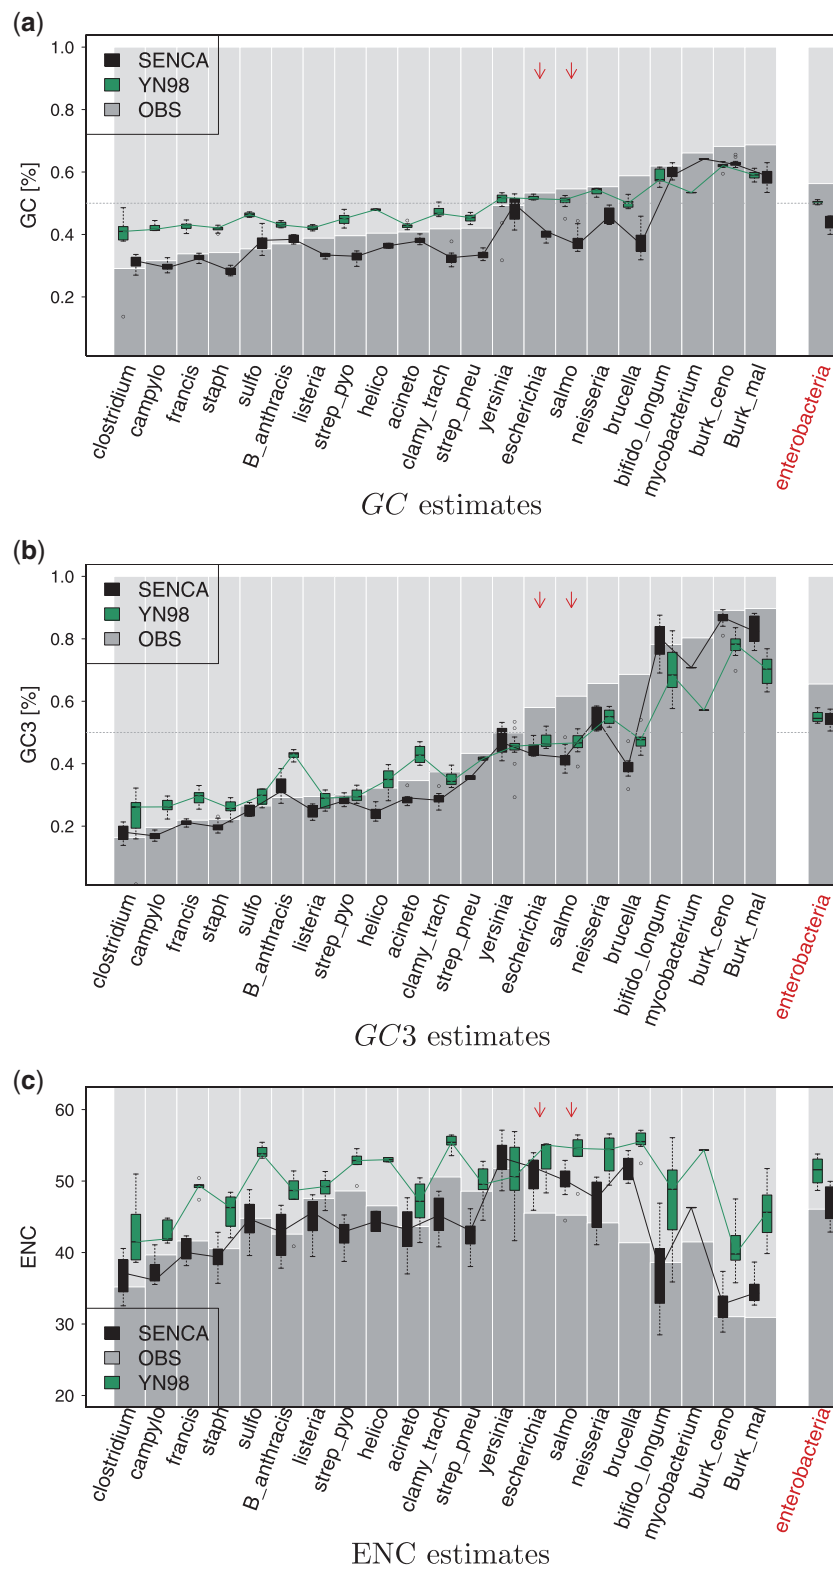 (a)
1.0
0.8
0.6
0.4
0.2
GC [%]
SENCA
YN98
OBS
clostridium
campylo
francis
staph
sulfo
B_anthracis
listeria
strep_pyo
helico
acineto
clamy_trach
strep_pneu
yersinia
escherichia
salmo
neisseria
brucella
bifido_longum
mycobacterium
burk_ceno
Burk_mal
enterobacteria
GC estimates
(b)
1.0
0.8
0.6
0.4
0.2
GC3 [%]
SENCA
YN98
OBS
clostridium
campylo
francis
staph
sulfo
B_anthracis
listeria
strep_pyo
helico
acineto
clamy_trach
strep_pneu
yersinia
escherichia
salmo
neisseria
brucella
bifido_longum
mycobacterium
burk_ceno
Burk_mal
enterobacteria
GC3 estimates
(c)
60
50
40
30
20
ENC
SENCA
OBS
YN98
clostridium
campylo
francis
staph
sulfo
B_anthracis
listeria
strep_pyo
helico
acineto
clamy_trach
strep_pneu
yersinia
escherichia
salmo
neisseria
brucella
bifido_longum
mycobacterium
burk_ceno
Burk_mal
enterobacteria
ENC estimates